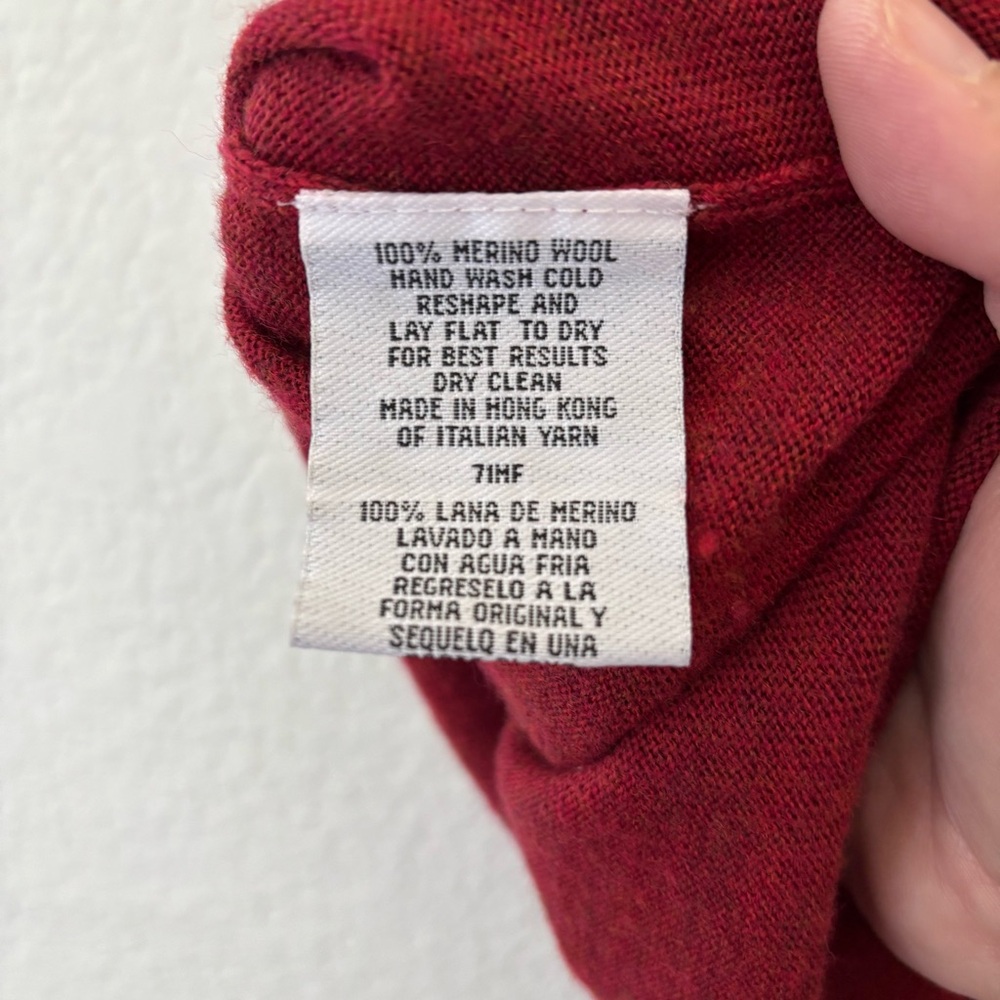 100% MERINO WOOL
HAND WASH COLD
RESHAPE AND
LAY FLAT TO DRY
FOR BEST RESULTS
DRY CLEAN
MADE IN HONG KONG
OF ITALIAN YARN
71MF
100% LANA DE MERINO
LAVADO A MANO
CON AGUA FRIA
REGRESELO A LA
FORMA ORIGINAL Y
SEQUELO EN UNA